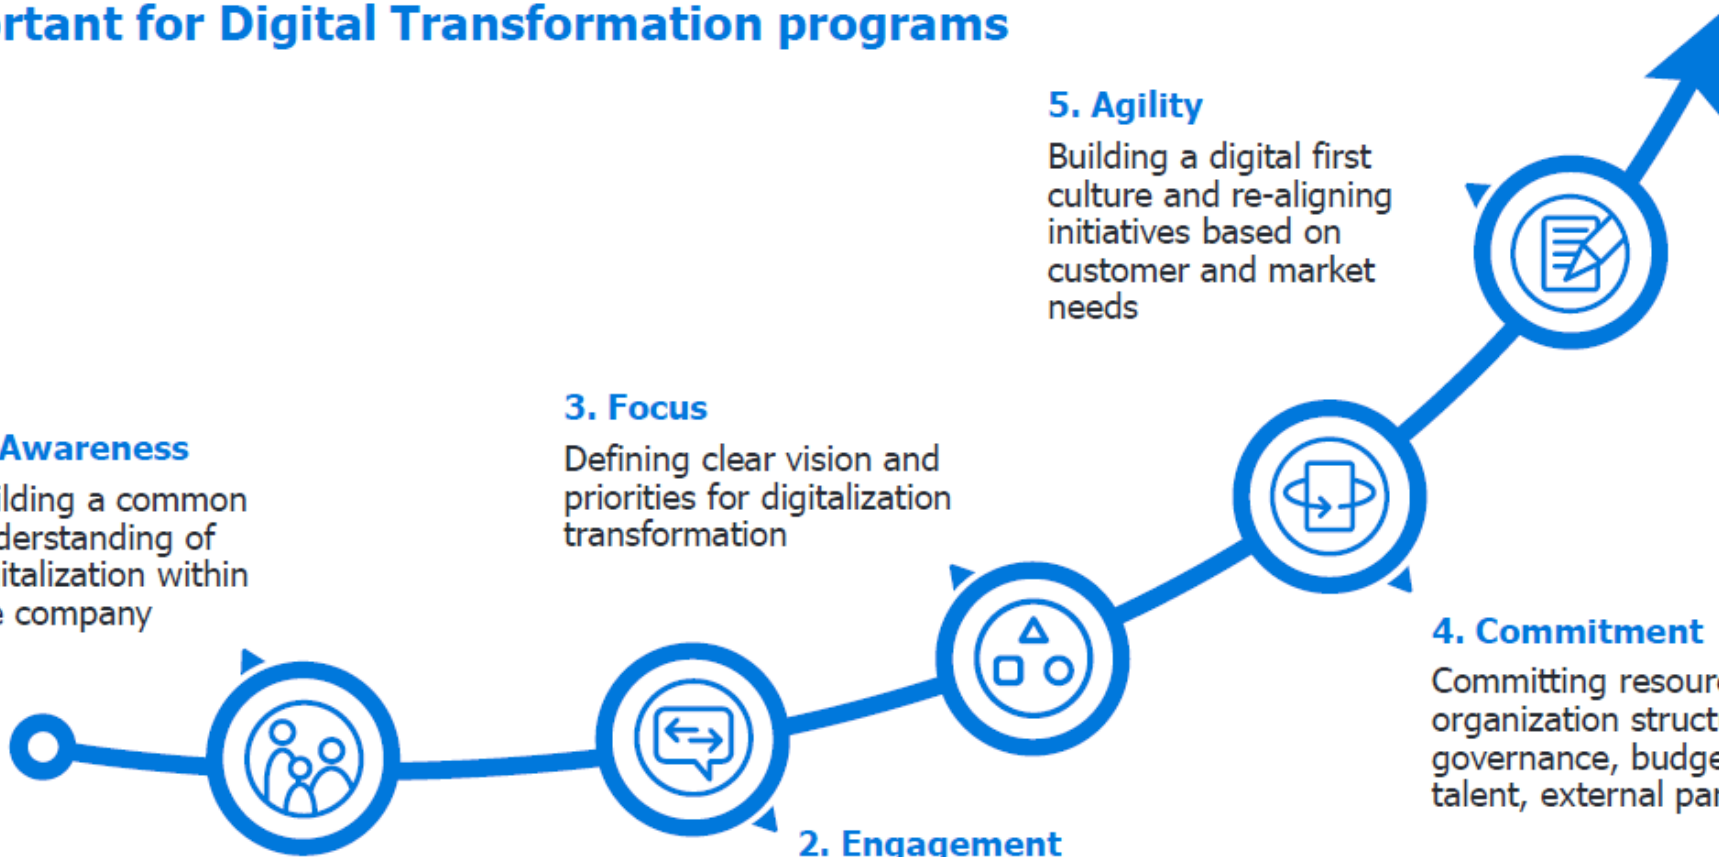 rtant for Digital Transformation programs
5. Agility
Building a digital first
culture and re-aligning
initiatives based on
customer and market
needs
3. Focus
Defining clear vision and
priorities for digitalization
transformation
Awareness
ilding a common
derstanding of
italization within
e company
4. Commitment
Committing resour
organization struct
governance, budge
talent, external par
2. Engagement